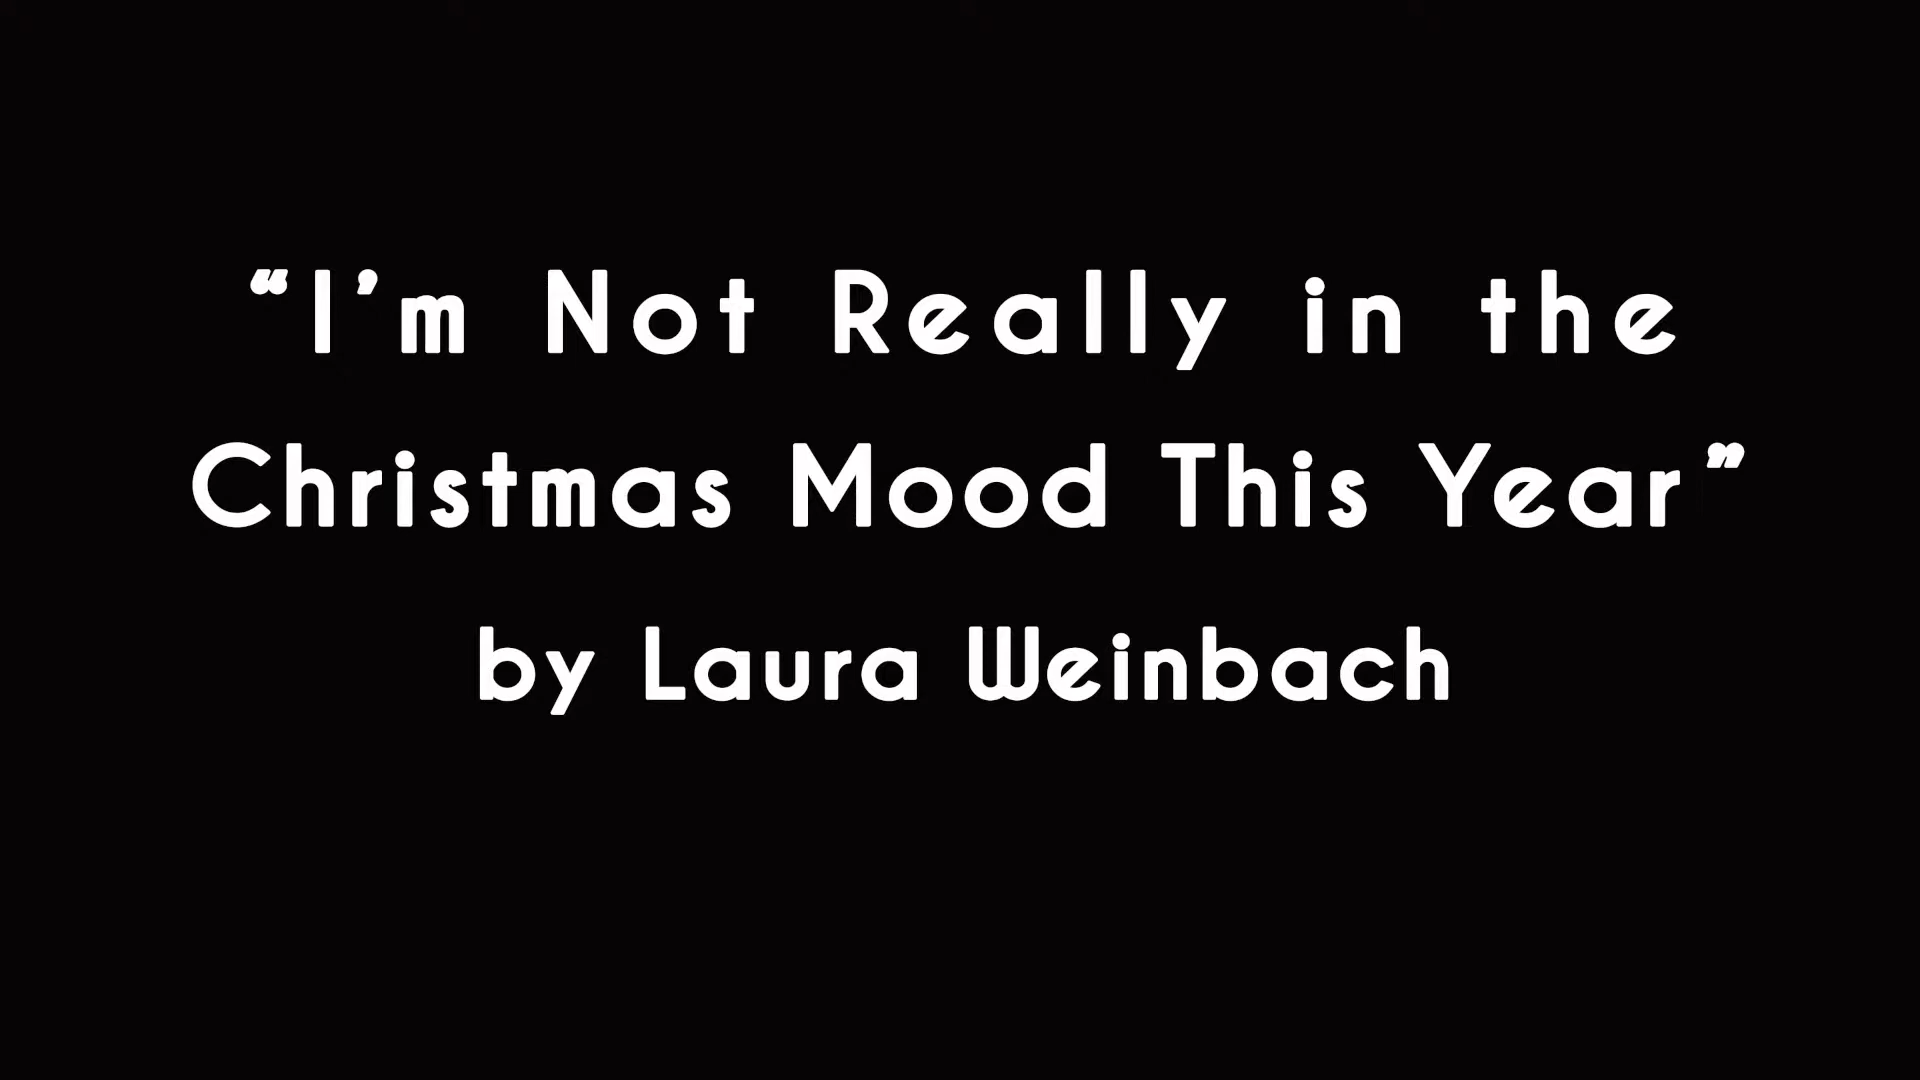 “I’m Not Really in the
Christmas Mood This Year”
by Laura Weinbach